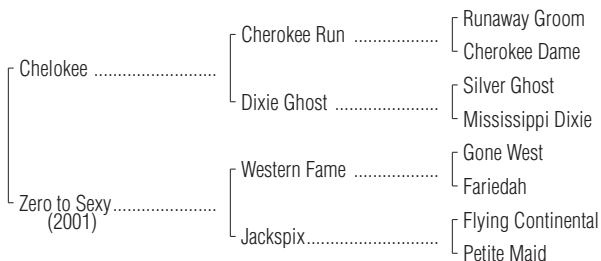 Runaway Groom
Cherokee Run ..................
Cherokee Dame
Chelokee ..........................
Silver Ghost
Dixie Ghost ......................
Mississippi Dixie
Gone West
Western Fame ..................
Fariedah
Zero to Sexy......................
(2001)
Flying Continental
Jackspix............................
Petite Maid